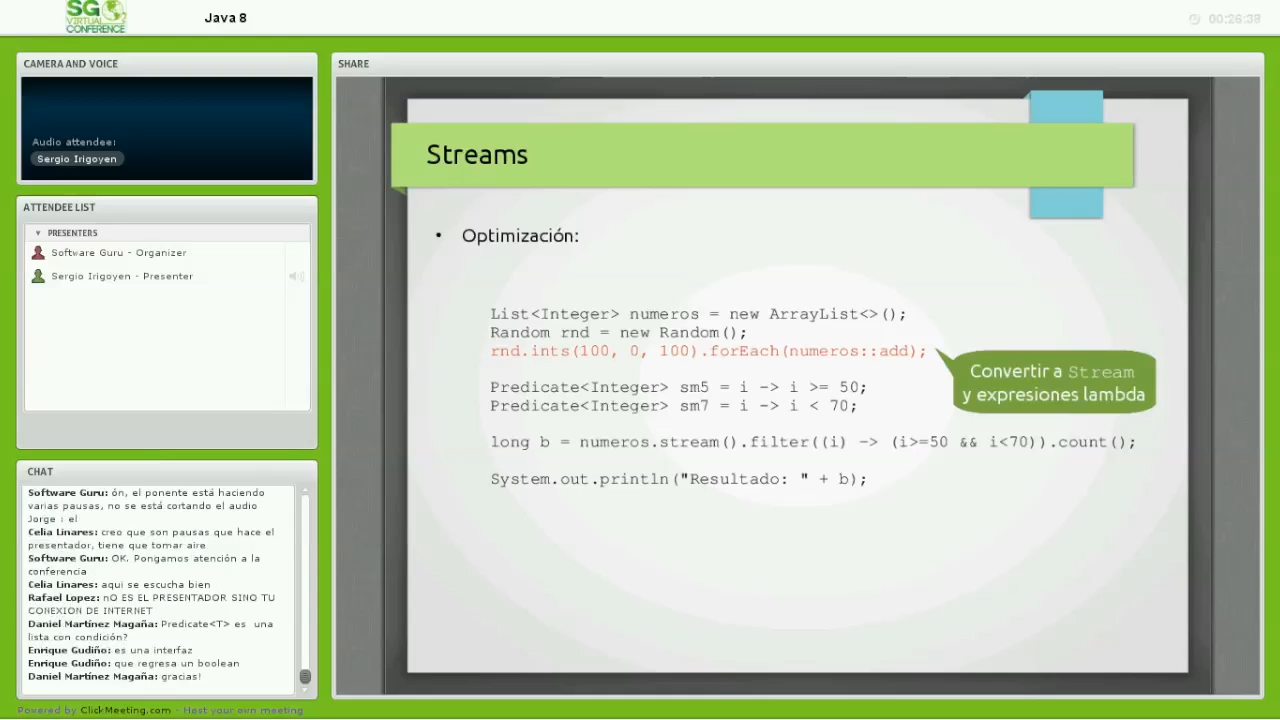 SG
VIRTUAL
CONFERENCE
Java 8
00:26:38
CAMERA AND VOICE
Audio attendee:
Sergio Irigoyen
ATTENDEE LIST
PRESENTERS
Software Guru - Organizer
Sergio Irigoyen - Presenter
CHAT
Software Guru: ón, el ponente está haciendo
varias pausas, no se está cortando el audio
Jorge : el
Celia Linares: creo que son pausas que hace el
presentador, tiene que tomar aire
Software Guru: OK. Pongamos atención a la
conferencia
Celia Linares: aqui se escucha bien
Rafael Lopez: nO ES EL PRESENTADOR SINO TU
CONEXION DE INTERNET
Daniel Martínez Magaña: Predicate<T> es una
lista con condición?
Enrique Gudiño: es una interfaz
Enrique Gudiño: que regresa un boolean
Daniel Martínez Magaña: gracias!
Powered by ClickMeeting.com - Host your own meeting
SHARE
Streams
• Optimización:
List<Integer> numeros = new ArrayList<>();
Random rnd = new Random();
rnd.ints(100, 0, 100).forEach(numeros::add);
Convertir a Stream
y expresiones lambda
Predicate<Integer> sm5 = i -> i >= 50;
Predicate<Integer> sm7 = i -> i < 70;
long b = numeros.stream().filter((i) -> (i>=50 && i<70)).count();
System.out.println("Resultado: " + b);